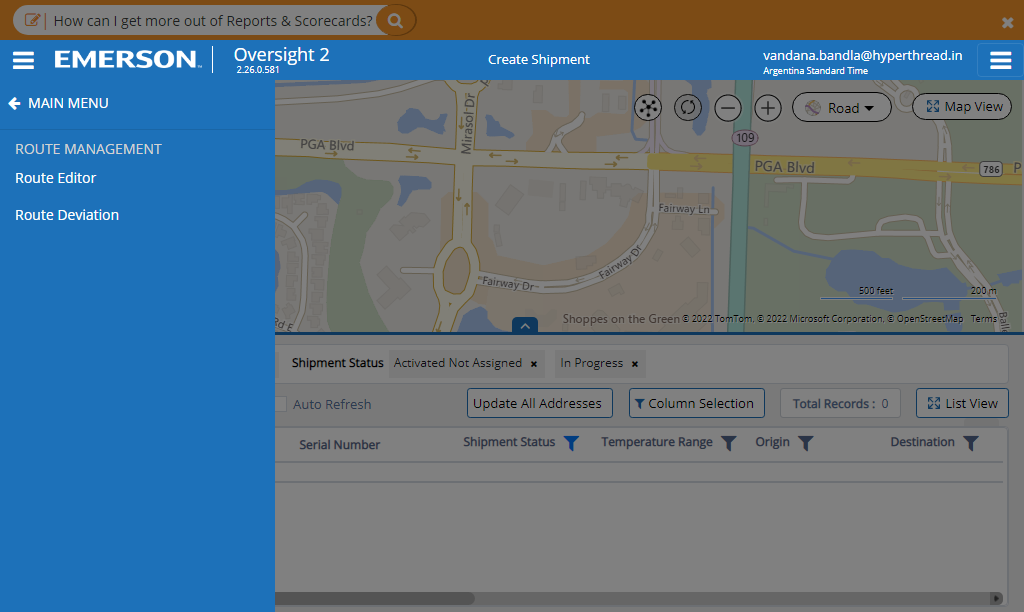 How can I get more out of Reports & Scorecards?
EMERSON™
Oversight 2
2.26.0.581
Create Shipment
vandana.bandla@hyperthread.in
Argentina Standard Time
MAIN MENU
ROUTE MANAGEMENT
Route Editor
Route Deviation
Road
Map View
Mirasol Dr
PGA Blvd
109
PGA Blvd
786
P
Fairway Ln
Fairway Dr
Fairway Dr
Rd E
Balle
500 feet
200 m
Shoppes on the Green
© 2022 TomTom, © 2022 Microsoft Corporation, © OpenStreetMap Terms
Shipment Status
Activated Not Assigned ×
In Progress ×
Auto Refresh
Update All Addresses
Column Selection
Total Records : 0
List View
Serial Number
Shipment Status
Temperature Range
Origin
Destination